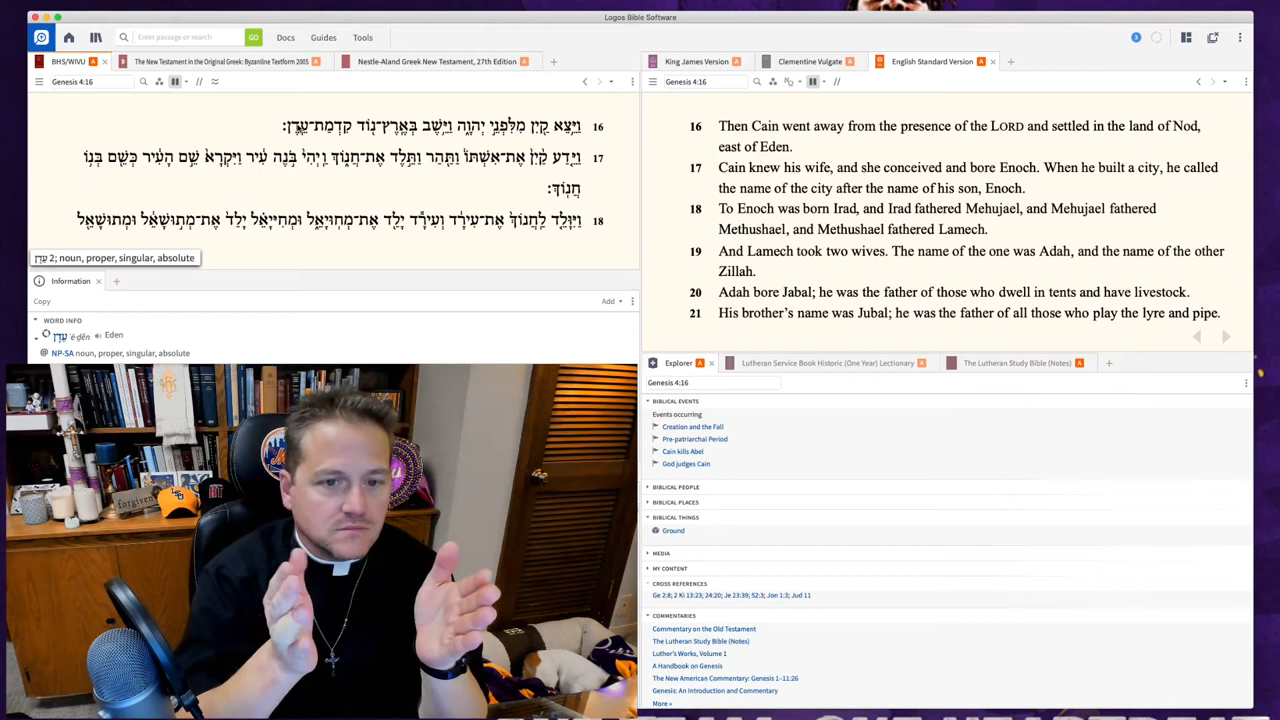 Logos Bible Software
Enter passage or search
GO
Docs
Guides
Tools
3
BHS/WIVU A
The New Testament in the Original Greek: Byzantine Textform 2005 A
Nestle-Aland Greek New Testament, 27th Edition A
King James Version A
Clementine Vulgate A
English Standard Version A
Genesis 4:16
Genesis 4:16
16 וַיֵּ֥צֵא קַ֖יִן מִלִּפְנֵ֣י יְהוָ֑ה וַיֵּ֥שֶׁב בְּאֶֽרֶץ־נ֖וֹד קִדְמַת־עֵֽדֶן׃
17 וַיֵּ֤דַע קַ֙יִן֙ אֶת־אִשְׁתּ֔וֹ וַתַּ֖הַר וַתֵּ֣לֶד אֶת־חֲנ֑וֹךְ וַֽיְהִי֙ בֹּ֣נֶה עִ֔יר וַיִּקְרָא֙ שֵׁ֣ם הָעִ֔יר כְּשֵׁ֖ם בְּנ֥וֹ
חֲנֽוֹךְ׃
18 וַיִּוָּלֵ֤ד לַֽחֲנוֹךְ֙ אֶת־עִירָ֔ד וְעִירָ֕ד יָלַ֖ד אֶת־מְחֽוּיָאֵ֑ל וּמְחִיּיָאֵ֗ל יָלַד֙ אֶת־מְת֣וּשָׁאֵ֔ל וּמְתוּשָׁאֵ֖ל
עֵדֶן 2; noun, proper, singular, absolute
Information
Copy
Add
WORD INFO
עֵדֶן ʿē·ḏěn Eden
@ NP-SA noun, proper, singular, absolute
16 Then Cain went away from the presence of the LORD and settled in the land of Nod,
east of Eden.
17 Cain knew his wife, and she conceived and bore Enoch. When he built a city, he called
the name of the city after the name of his son, Enoch.
18 To Enoch was born Irad, and Irad fathered Mehujael, and Mehujael fathered
Methushael, and Methushael fathered Lamech.
19 And Lamech took two wives. The name of the one was Adah, and the name of the other
Zillah.
20 Adah bore Jabal; he was the father of those who dwell in tents and have livestock.
21 His brother's name was Jubal; he was the father of all those who play the lyre and pipe.
Explorer A
Lutheran Service Book Historic (One Year) Lectionary A
The Lutheran Study Bible (Notes) A
Genesis 4:16
BIBLICAL EVENTS
Events occurring
Creation and the Fall
Pre-patriarchal Period
Cain kills Abel
God judges Cain
BIBLICAL PEOPLE
BIBLICAL PLACES
BIBLICAL THINGS
Ground
MEDIA
MY CONTENT
CROSS REFERENCES
Ge 2:8; 2 Ki 13:23; 24:20; Je 23:39; 52:3; Jon 1:3; Jud 11
COMMENTARIES
Commentary on the Old Testament
The Lutheran Study Bible (Notes)
Luther's Works, Volume 1
A Handbook on Genesis
The New American Commentary: Genesis 1–11:26
Genesis: An Introduction and Commentary
More »